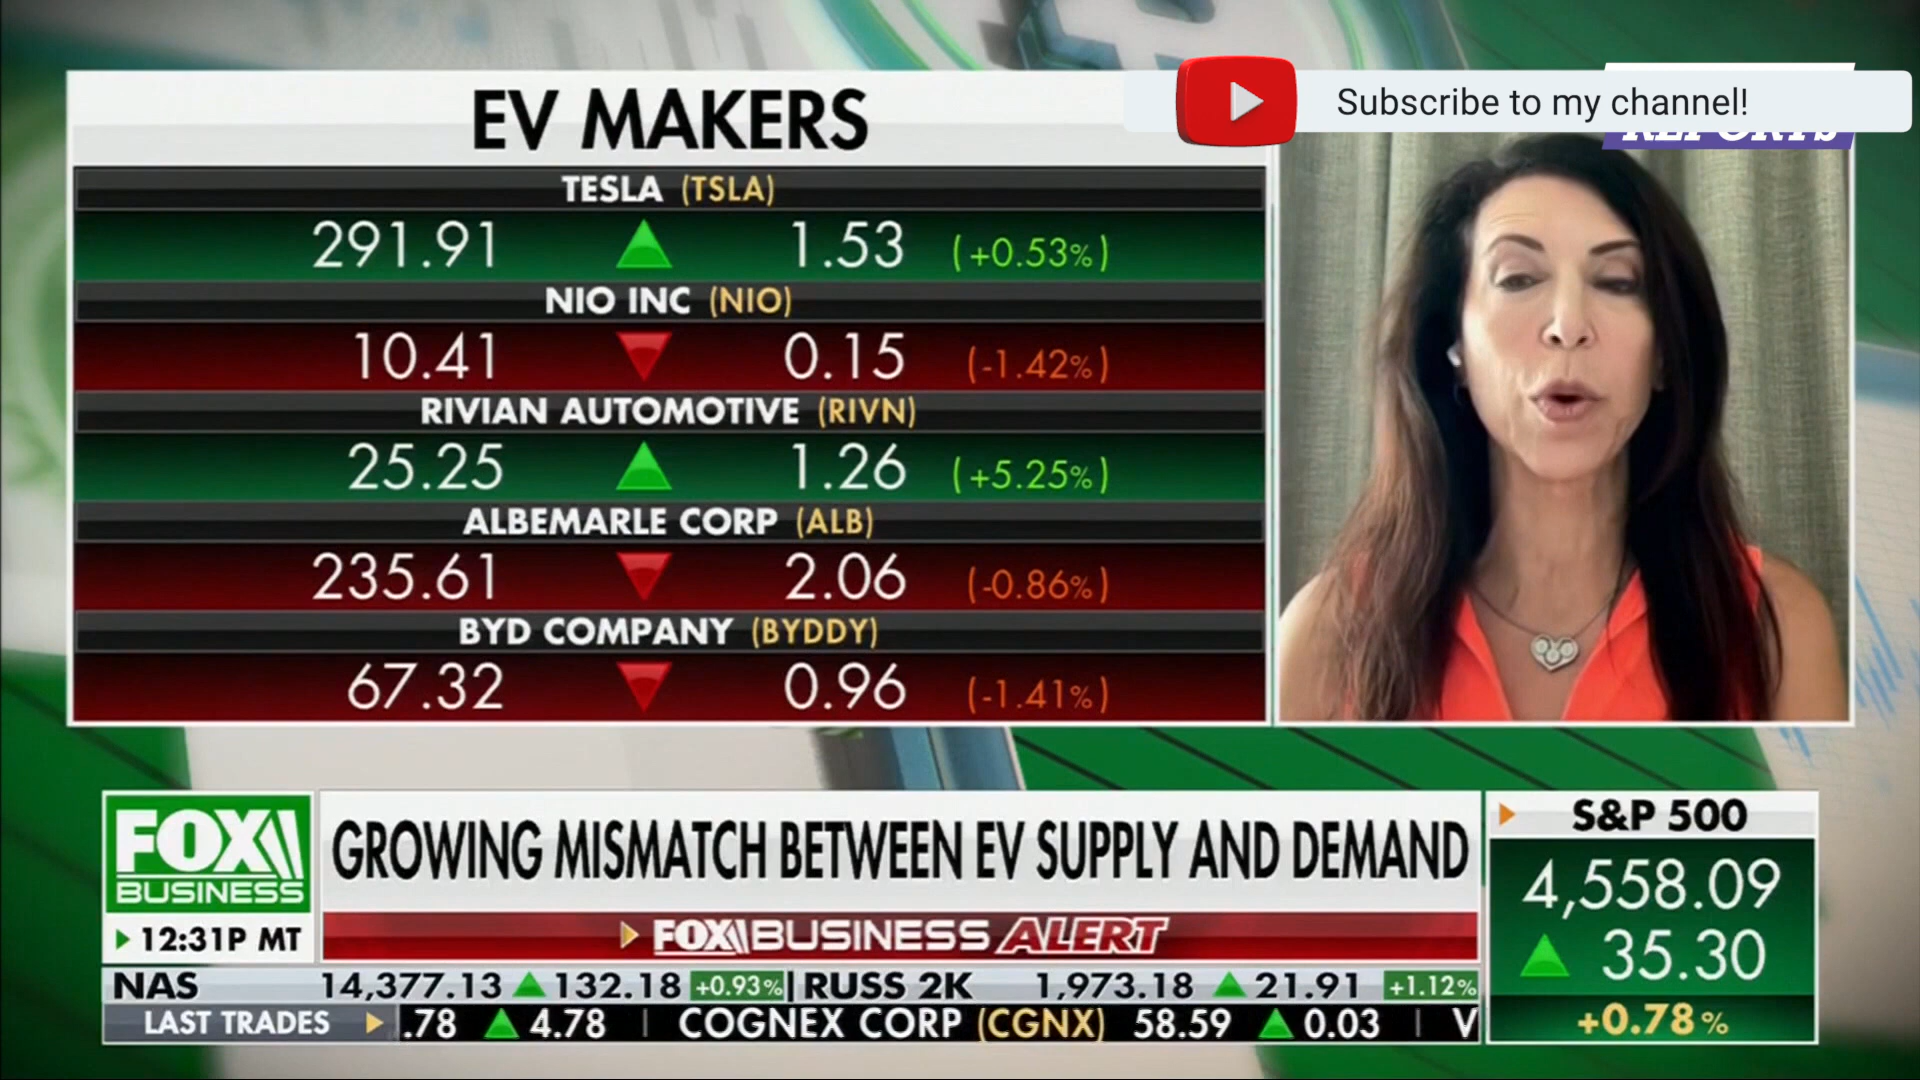 EV MAKERS
Subscribe to my channel!
REPORTS
TESLA (TSLA)
291.91 ▲ 1.53 (+0.53%)
NIO INC (NIO)
10.41 ▼ 0.15 (-1.42%)
RIVIAN AUTOMOTIVE (RIVN)
25.25 ▲ 1.26 (+5.25%)
ALBEMARLE CORP (ALB)
235.61 ▼ 2.06 (-0.86%)
BYD COMPANY (BYDDY)
67.32 ▼ 0.96 (-1.41%)
FOX BUSINESS
GROWING MISMATCH BETWEEN EV SUPPLY AND DEMAND
FOX BUSINESS ALERT
12:31P MT
S&P 500
4,558.09
▲ 35.30
+0.78%
NAS 14,377.13 ▲ 132.18 +0.93% | RUSS 2K 1,973.18 ▲ 21.91 +1.12%
LAST TRADES .78 ▲ 4.78 | COGNEX CORP (CGNX) 58.59 ▲ 0.03 | V